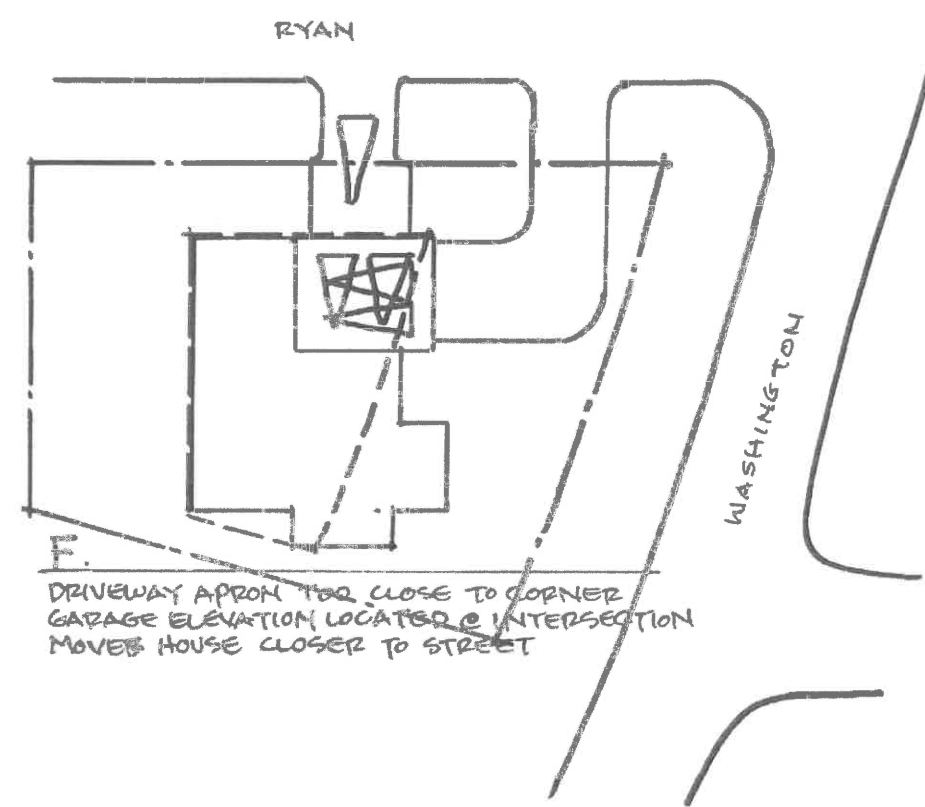 RYAN
WASHINGTON
F.
DRIVEWAY APRON TOO CLOSE TO CORNER
GARAGE ELEVATION LOCATED @ INTERSECTION
MOVES HOUSE CLOSER TO STREET